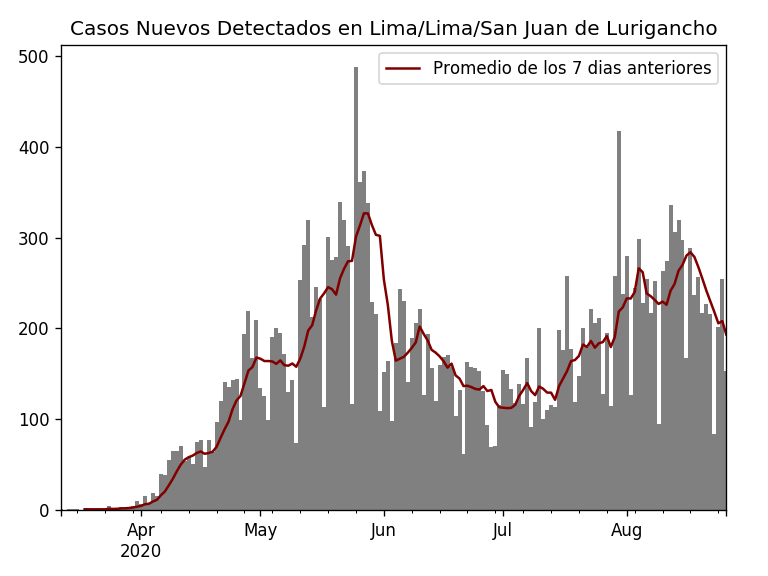 Casos Nuevos Detectados en Lima/Lima/San Juan de Lurigancho
Promedio de los 7 dias anteriores
500
400
300
200
100
0
Apr
2020
May
Jun
Jul
Aug